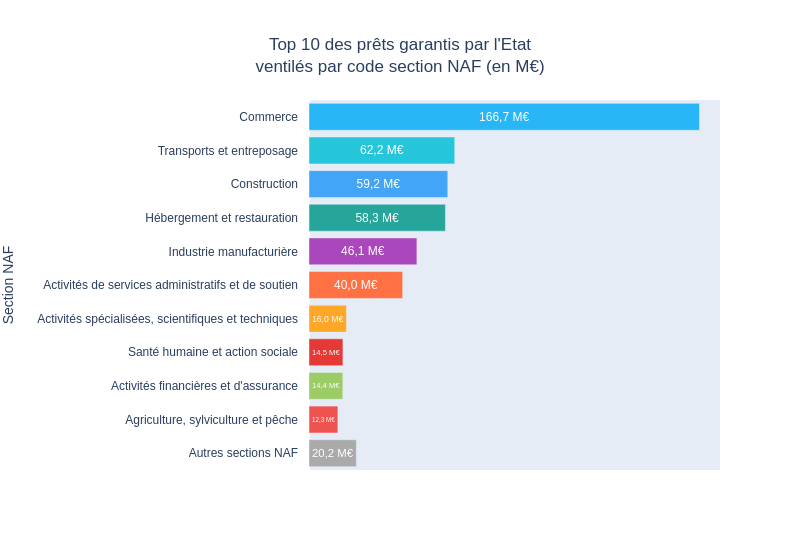 Top 10 des prêts garantis par l'Etat
ventilés par code section NAF (en M€)
Section NAF
Commerce 166,7 M€
Transports et entreposage 62,2 M€
Construction 59,2 M€
Hébergement et restauration 58,3 M€
Industrie manufacturière 46,1 M€
Activités de services administratifs et de soutien 40,0 M€
Activités spécialisées, scientifiques et techniques 16,0 M€
Santé humaine et action sociale 14,5 M€
Activités financières et d'assurance 14,4 M€
Agriculture, sylviculture et pêche 12,3 M€
Autres sections NAF 20,2 M€